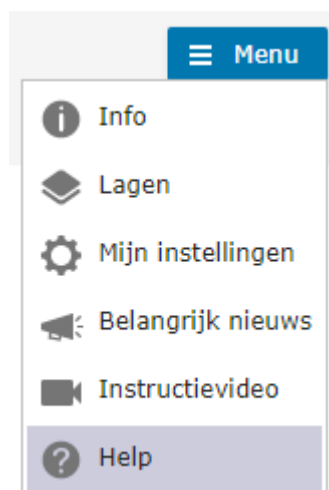 Menu
Info
Lagen
Mijn instellingen
Belangrijk nieuws
Instructievideo
Help